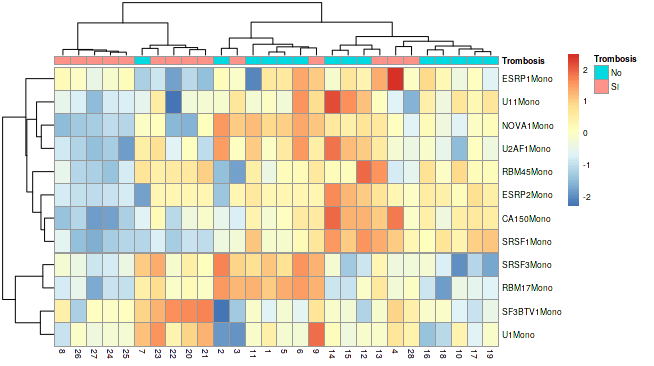 Trombosis
ESRP1Mono
U11Mono
NOVA1Mono
U2AF1Mono
RBM45Mono
ESRP2Mono
CA150Mono
SRSF1Mono
SRSF3Mono
RBM17Mono
SF3BTV1Mono
U1Mono
8 26 27 24 25 7 23 22 20 21 2 3 11 5 6 9 14 15 12 13 4 28 16 18 10 17 19
2
1
0
-1
-2
Trombosis
No
SI